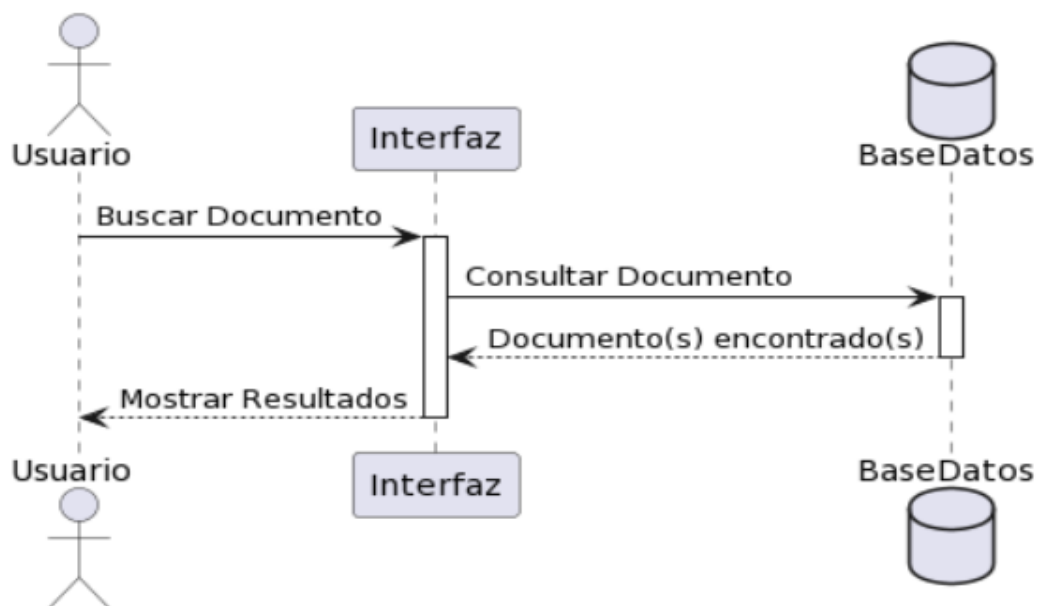 Usuario
Interfaz
BaseDatos
Buscar Documento
Consultar Documento
Documento(s) encontrado(s)
Mostrar Resultados
Usuario
Interfaz
BaseDatos